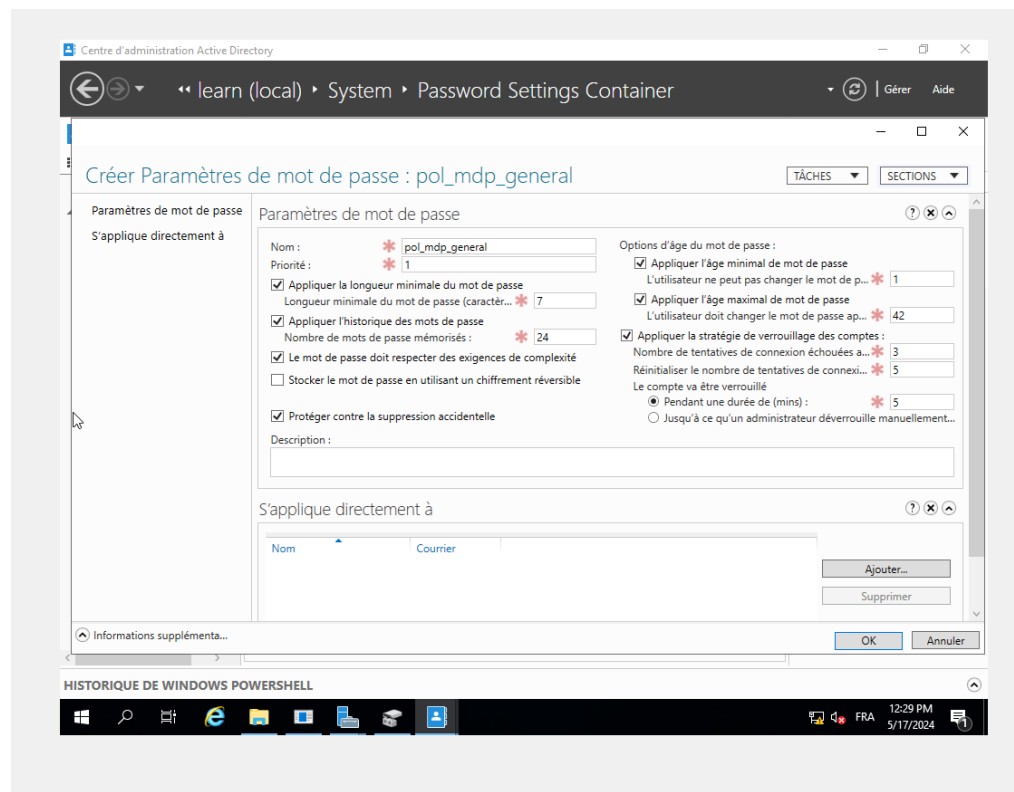 Centre d'administration Active Directory
learn (local) System Password Settings Container
Gérer Aide
Créer Paramètres de mot de passe : pol_mdp_general
TÂCHES SECTIONS
Paramètres de mot de passe
S'applique directement à
Paramètres de mot de passe
Nom : pol_mdp_general
Priorité : 1
Appliquer la longueur minimale du mot de passe
Longueur minimale du mot de passe (caractèr... 7
Appliquer l'historique des mots de passe
Nombre de mots de passe mémorisés : 24
Le mot de passe doit respecter des exigences de complexité
Stocker le mot de passe en utilisant un chiffrement réversible
Protéger contre la suppression accidentelle
Description :
Options d'âge du mot de passe :
Appliquer l'âge minimal de mot de passe
L'utilisateur ne peut pas changer le mot de p... 1
Appliquer l'âge maximal de mot de passe
L'utilisateur doit changer le mot de passe ap... 42
Appliquer la stratégie de verrouillage des comptes :
Nombre de tentatives de connexion échouées a... 3
Réinitialiser le nombre de tentatives de connexi... 5
Le compte va être verrouillé
Pendant une durée de (mins) : 5
Jusqu'à ce qu'un administrateur déverrouille manuellement...
S'applique directement à
Nom Courrier
Ajouter...
Supprimer
Informations supplémenta...
OK Annuler
HISTORIQUE DE WINDOWS POWERSHELL
FRA
12:29 PM
5/17/2024
1